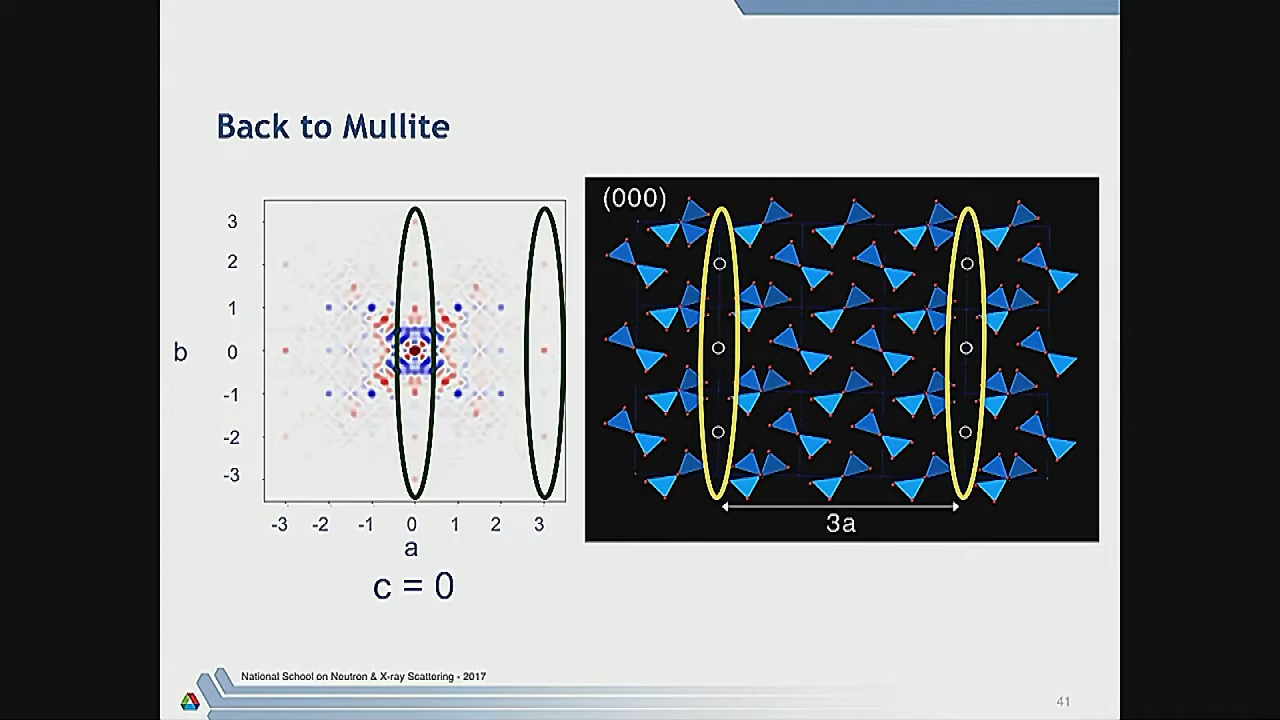 Back to Mullite
3
2
1
0
-1
-2
-3
b
-3 -2 -1 0 1 2 3
a
c = 0
(000)
3a
National School on Neutron & X-ray Scattering - 2017
41